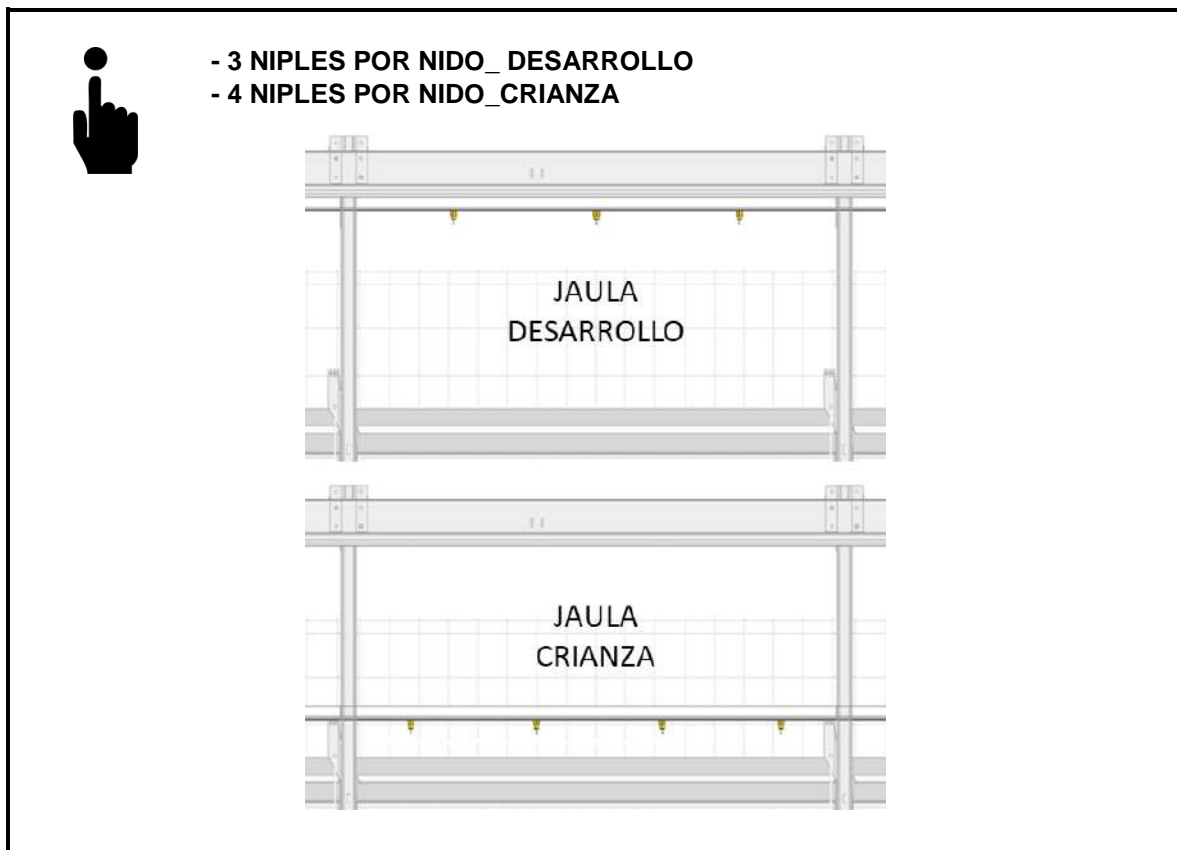 - 3 NIPLES POR NIDO_ DESARROLLO
- 4 NIPLES POR NIDO_CRIANZA
JAULA
DESARROLLO
JAULA
CRIANZA